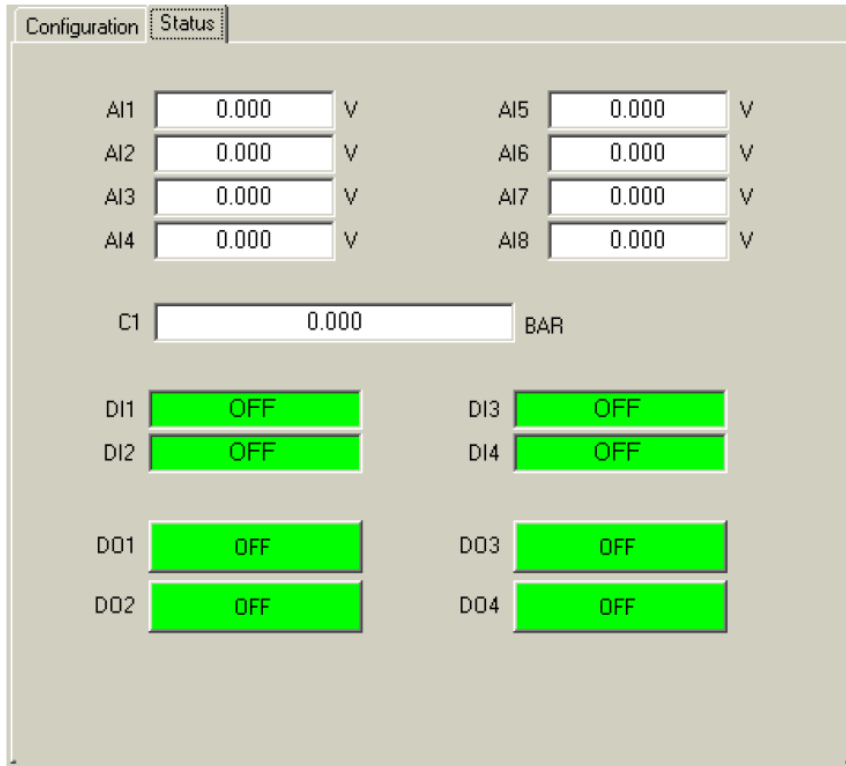 Configuration Status
AI1 0.000 V AI5 0.000 V
AI2 0.000 V AI6 0.000 V
AI3 0.000 V AI7 0.000 V
AI4 0.000 V AI8 0.000 V
C1 0.000 BAR
DI1 OFF DI3 OFF
DI2 OFF DI4 OFF
DO1 OFF DO3 OFF
DO2 OFF DO4 OFF